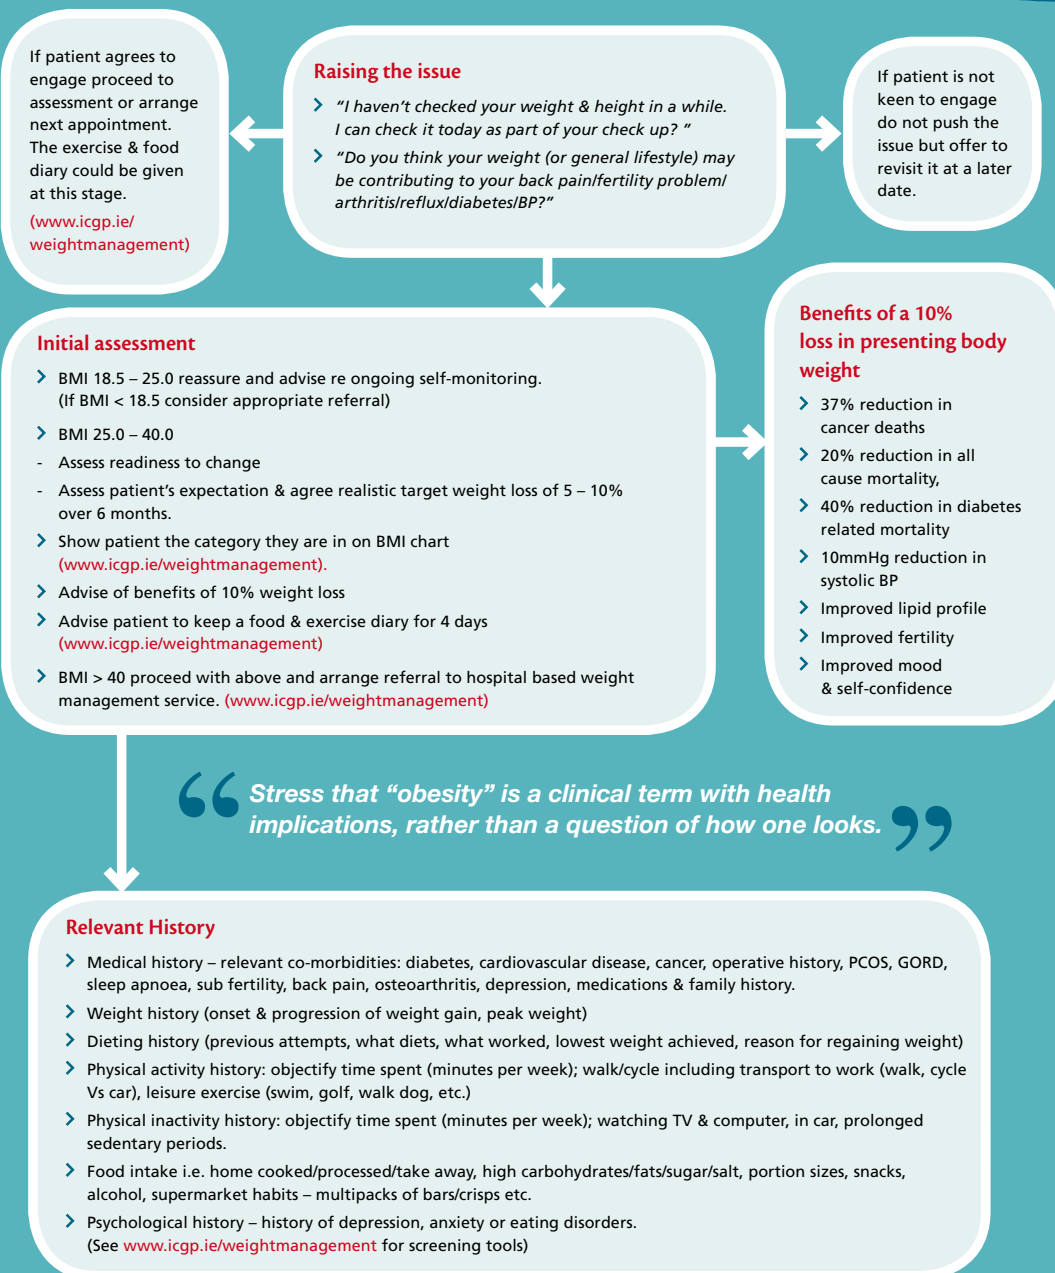 If patient agrees to
engage proceed to
assessment or arrange
next appointment.
The exercise & food
diary could be given
at this stage.
(www.icgp.ie/
weightmanagement)
Raising the issue
“I haven’t checked your weight & height in a while.
I can check it today as part of your check up? ”
“Do you think your weight (or general lifestyle) may
be contributing to your back pain/fertility problem/
arthritis/reflux/diabetes/BP?”
If patient is not
keen to engage
do not push the
issue but offer to
revisit it at a later
date.
Initial assessment
BMI 18.5 – 25.0 reassure and advise re ongoing self-monitoring.
(If BMI < 18.5 consider appropriate referral)
BMI 25.0 – 40.0
- Assess readiness to change
- Assess patient’s expectation & agree realistic target weight loss of 5 – 10%
over 6 months.
Show patient the category they are in on BMI chart
(www.icgp.ie/weightmanagement).
Advise of benefits of 10% weight loss
Advise patient to keep a food & exercise diary for 4 days
(www.icgp.ie/weightmanagement)
BMI > 40 proceed with above and arrange referral to hospital based weight
management service. (www.icgp.ie/weightmanagement)
Benefits of a 10%
loss in presenting body
weight
37% reduction in
cancer deaths
20% reduction in all
cause mortality,
40% reduction in diabetes
related mortality
10mmHg reduction in
systolic BP
Improved lipid profile
Improved fertility
Improved mood
& self-confidence
“Stress that “obesity” is a clinical term with health
implications, rather than a question of how one looks.”
Relevant History
Medical history – relevant co-morbidities: diabetes, cardiovascular disease, cancer, operative history, PCOS, GORD,
sleep apnoea, sub fertility, back pain, osteoarthritis, depression, medications & family history.
Weight history (onset & progression of weight gain, peak weight)
Dieting history (previous attempts, what diets, what worked, lowest weight achieved, reason for regaining weight)
Physical activity history: objectify time spent (minutes per week); walk/cycle including transport to work (walk, cycle
Vs car), leisure exercise (swim, golf, walk dog, etc.)
Physical inactivity history: objectify time spent (minutes per week); watching TV & computer, in car, prolonged
sedentary periods.
Food intake i.e. home cooked/processed/take away, high carbohydrates/fats/sugar/salt, portion sizes, snacks,
alcohol, supermarket habits – multipacks of bars/crisps etc.
Psychological history – history of depression, anxiety or eating disorders.
(See www.icgp.ie/weightmanagement for screening tools)